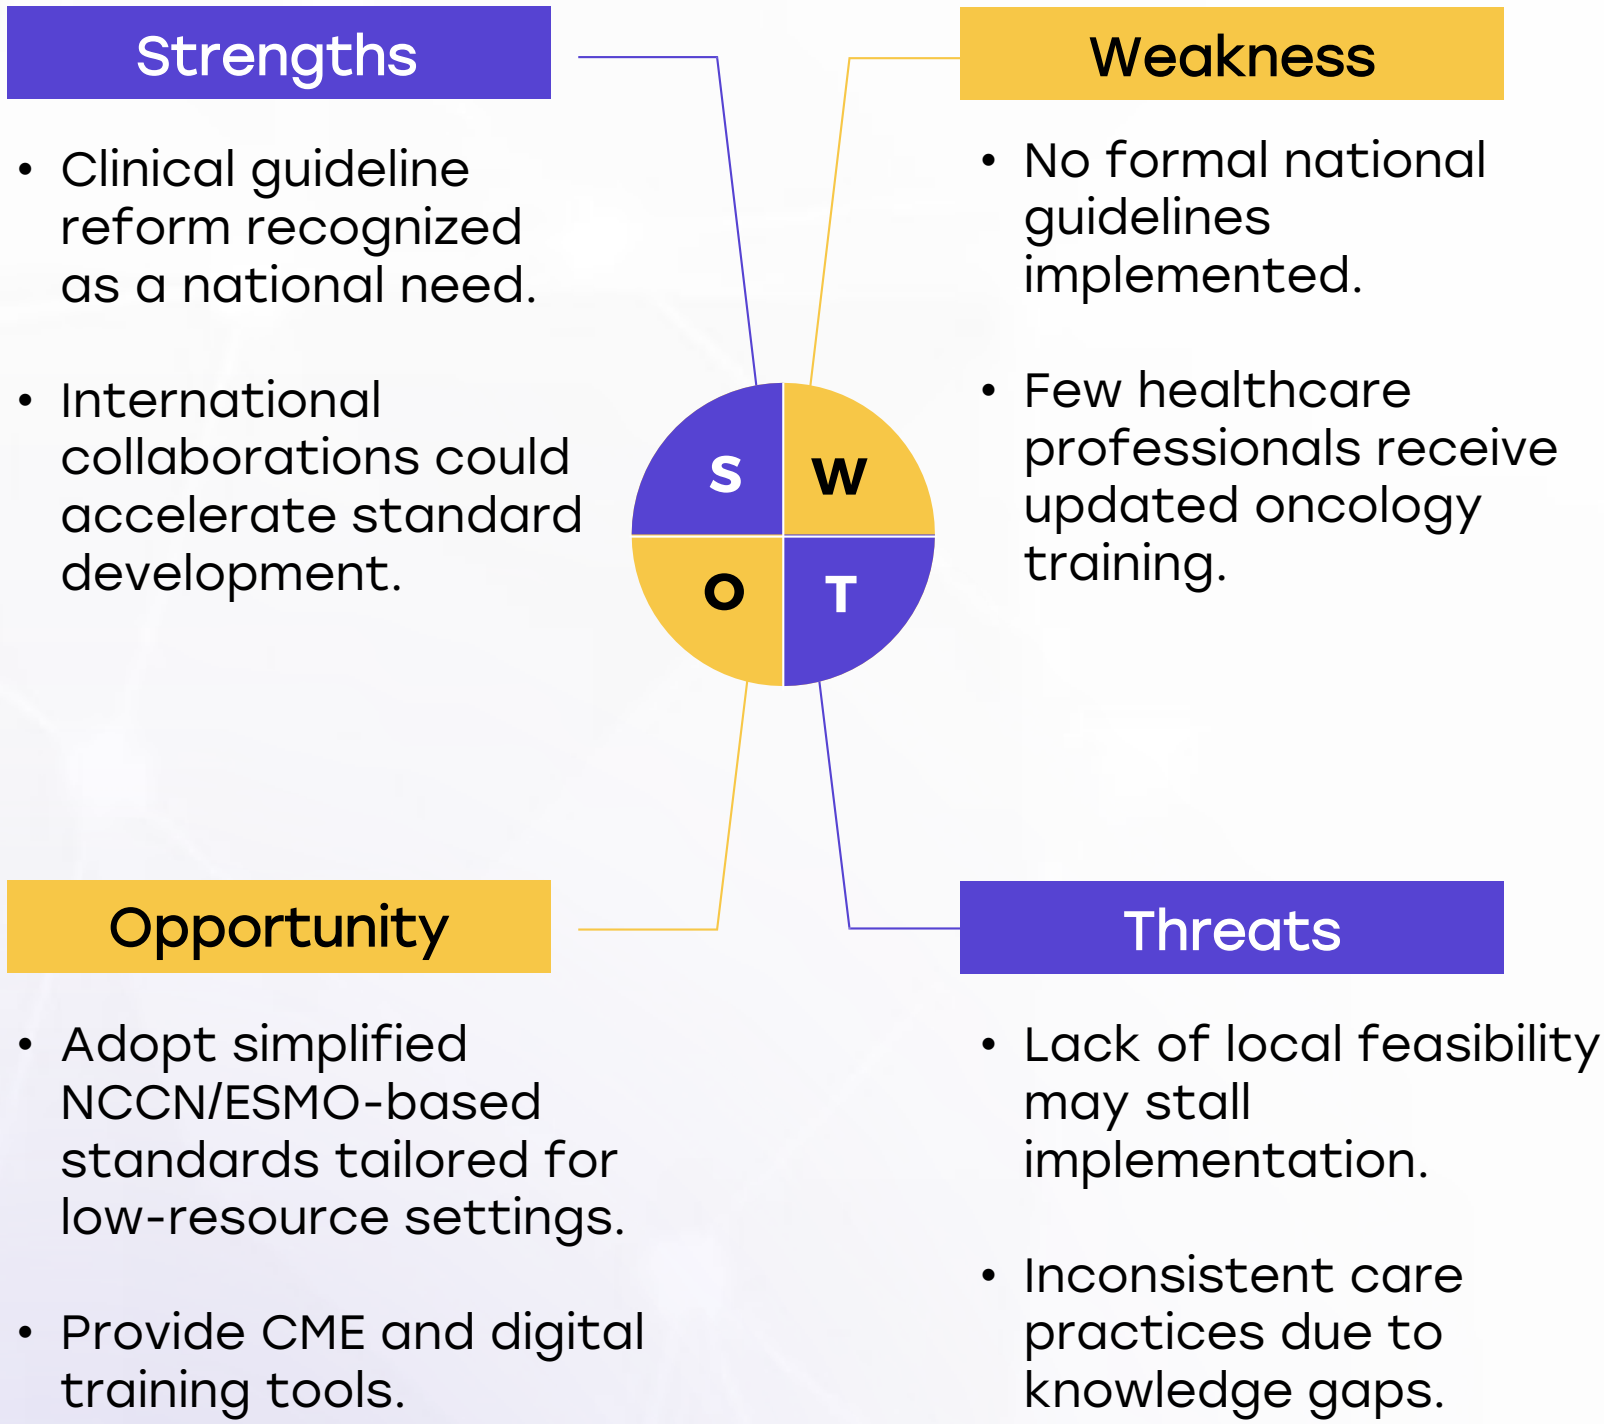 Strengths
• Clinical guideline
reform recognized
as a national need.
• International
collaborations could
accelerate standard
development.
Weakness
• No formal national
guidelines
implemented.
• Few healthcare
professionals receive
updated oncology
training.
S
W
O
T
Opportunity
• Adopt simplified
NCCN/ESMO-based
standards tailored for
low-resource settings.
• Provide CME and digital
training tools.
Threats
• Lack of local feasibility
may stall
implementation.
• Inconsistent care
practices due to
knowledge gaps.